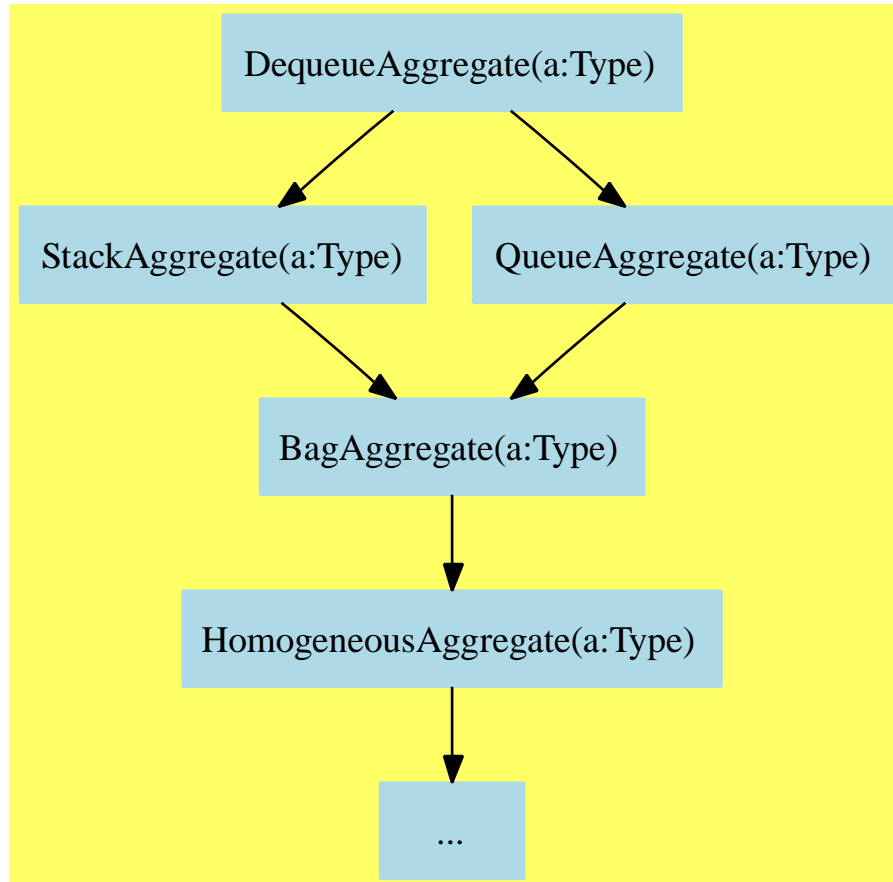 DequeueAggregate(a:Type)
StackAggregate(a:Type)
QueueAggregate(a:Type)
BagAggregate(a:Type)
HomogeneousAggregate(a:Type)
...